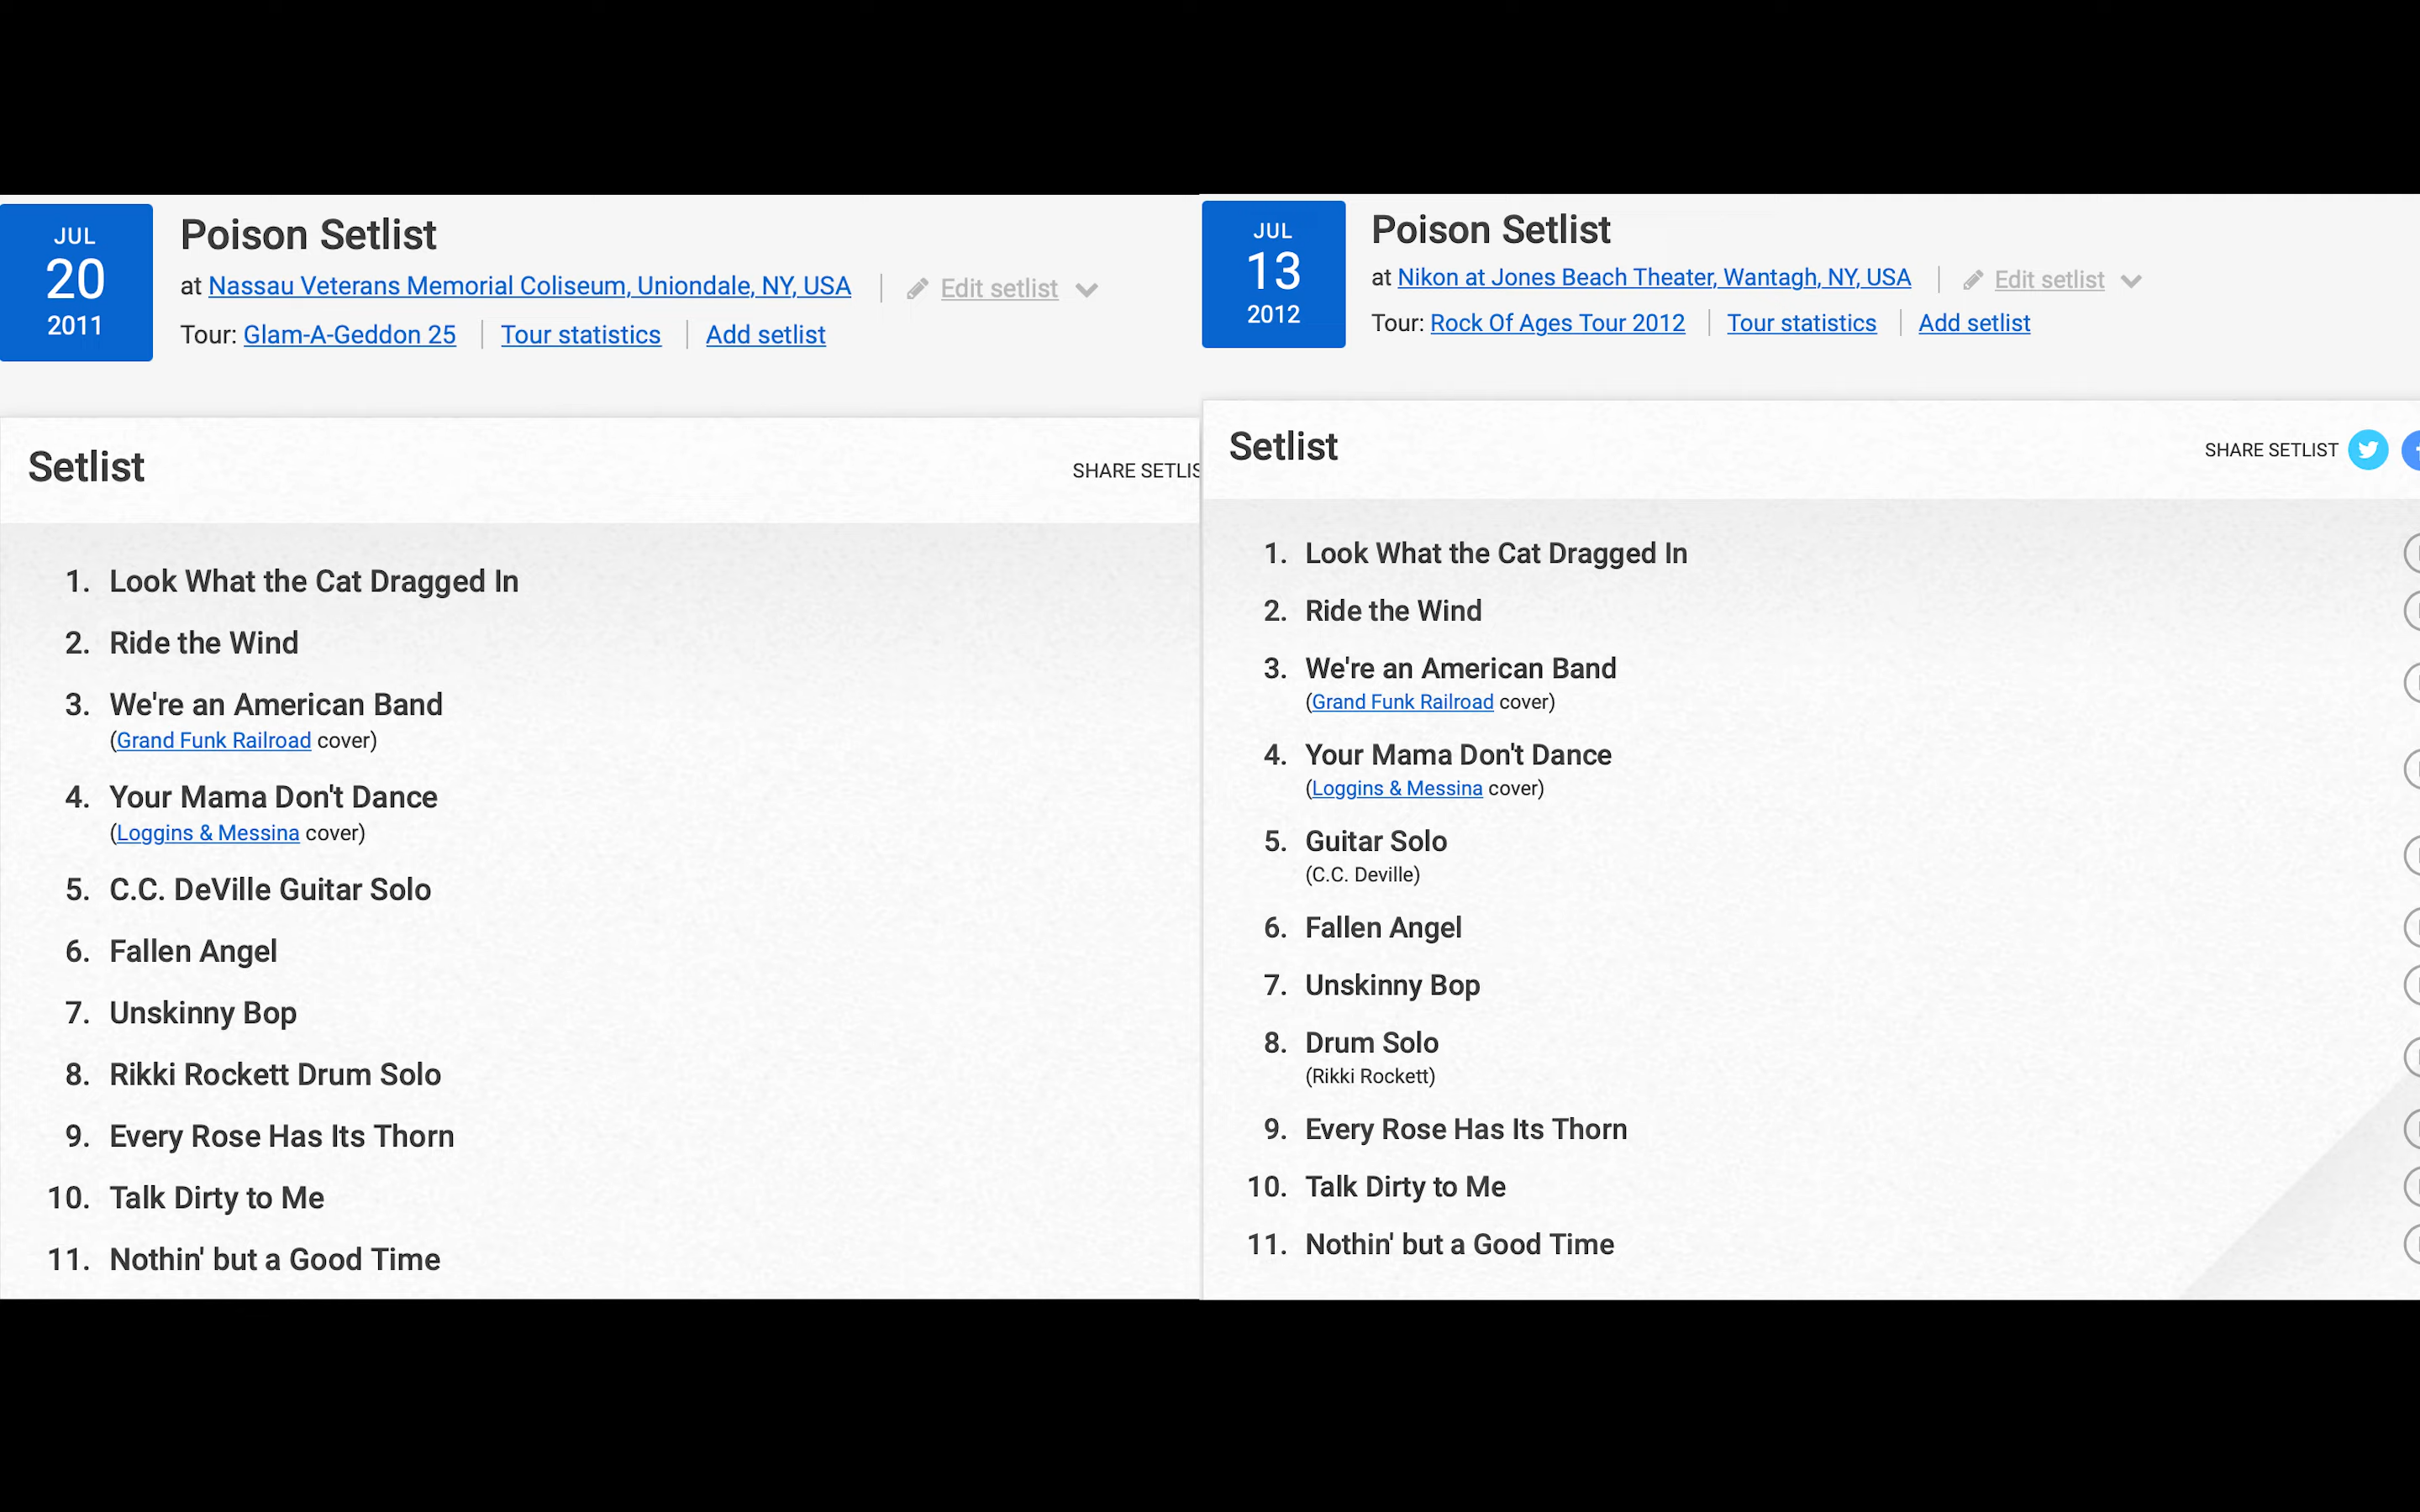 JUL
20
2011
Poison Setlist
at Nassau Veterans Memorial Coliseum, Uniondale, NY, USA
Edit setlist
Tour: Glam-A-Geddon 25
Tour statistics
Add setlist
Setlist
SHARE SETLIS
1. Look What the Cat Dragged In
2. Ride the Wind
3. We're an American Band
(Grand Funk Railroad cover)
4. Your Mama Don't Dance
(Loggins & Messina cover)
5. C.C. DeVille Guitar Solo
6. Fallen Angel
7. Unskinny Bop
8. Rikki Rockett Drum Solo
9. Every Rose Has Its Thorn
10. Talk Dirty to Me
11. Nothin' but a Good Time
JUL
13
2012
Poison Setlist
at Nikon at Jones Beach Theater, Wantagh, NY, USA
Edit setlist
Tour: Rock Of Ages Tour 2012
Tour statistics
Add setlist
Setlist
SHARE SETLIST
1. Look What the Cat Dragged In
2. Ride the Wind
3. We're an American Band
(Grand Funk Railroad cover)
4. Your Mama Don't Dance
(Loggins & Messina cover)
5. Guitar Solo
(C.C. Deville)
6. Fallen Angel
7. Unskinny Bop
8. Drum Solo
(Rikki Rockett)
9. Every Rose Has Its Thorn
10. Talk Dirty to Me
11. Nothin' but a Good Time